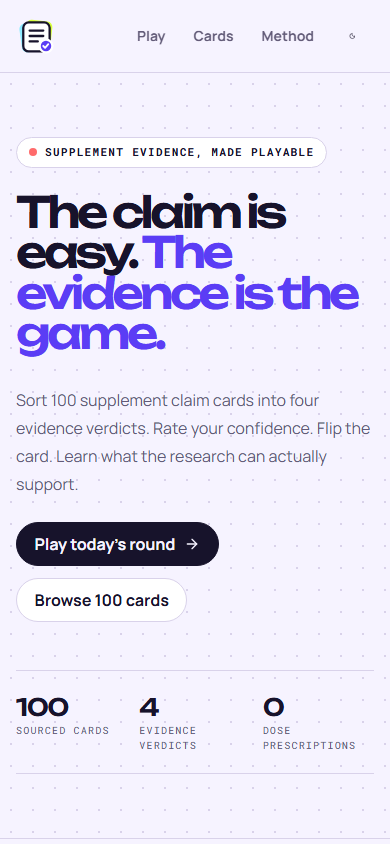 Play Cards Method
SUPPLEMENT EVIDENCE, MADE PLAYABLE
The claim is
easy. The
evidence is the
game.
Sort 100 supplement claim cards into four
evidence verdicts. Rate your confidence. Flip the
card. Learn what the research can actually
support.
Play today's round →
Browse 100 cards
100 4 0
SOURCED CARDS EVIDENCE DOSE
VERDICTS PRESCRIPTIONS